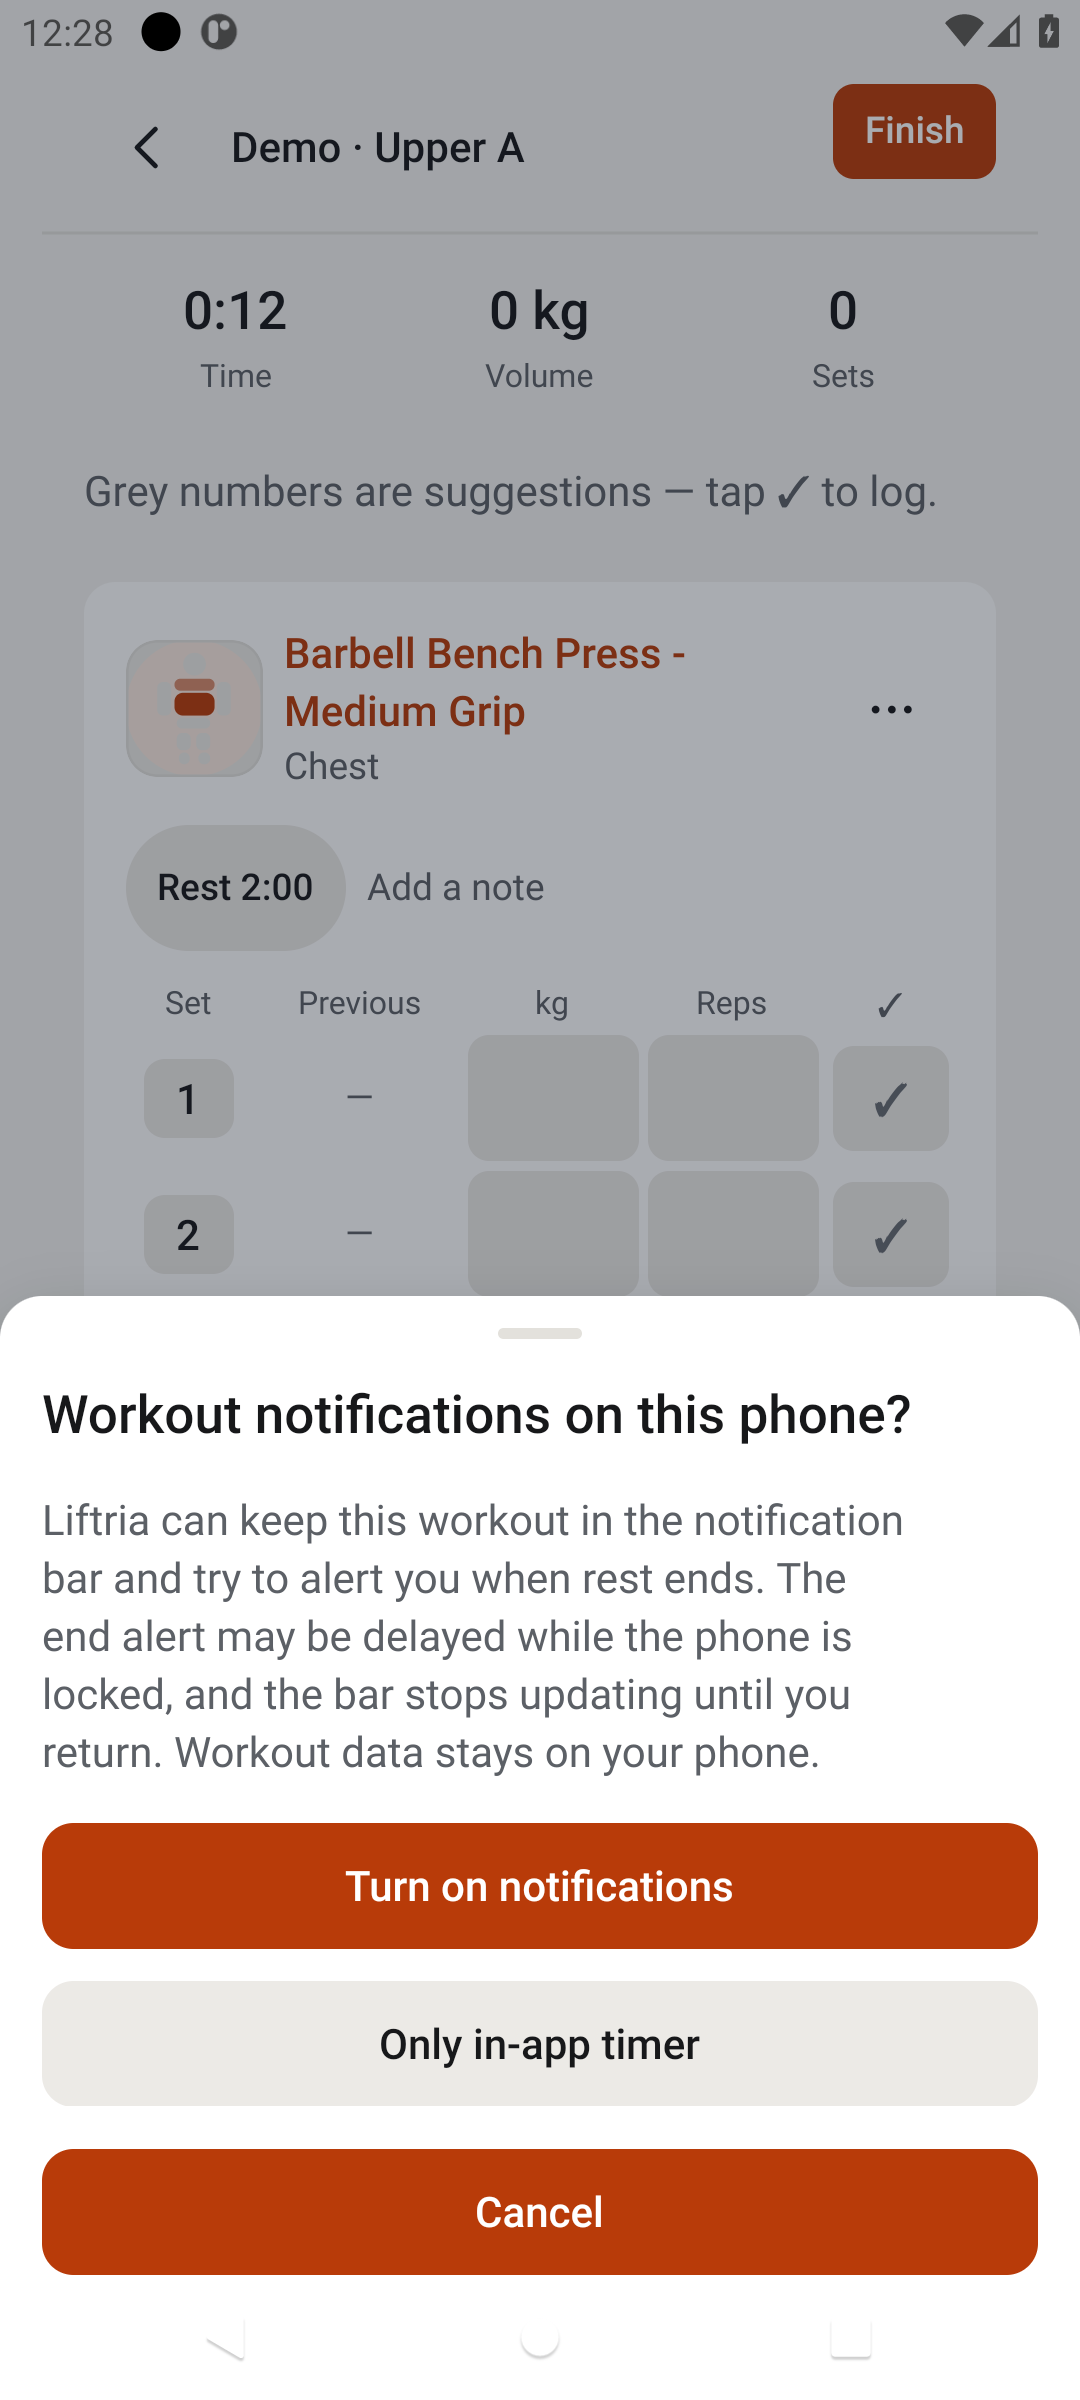 12:28
Demo · Upper A
Finish
0:12
0 kg
0
Time
Volume
Sets
Grey numbers are suggestions — tap ✓ to log.
Barbell Bench Press -
Medium Grip
Chest
Rest 2:00
Add a note
Set
Previous
kg
Reps
✓
1
—
✓
2
—
✓
Workout notifications on this phone?
Liftria can keep this workout in the notification
bar and try to alert you when rest ends. The
end alert may be delayed while the phone is
locked, and the bar stops updating until you
return. Workout data stays on your phone.
Turn on notifications
Only in-app timer
Cancel